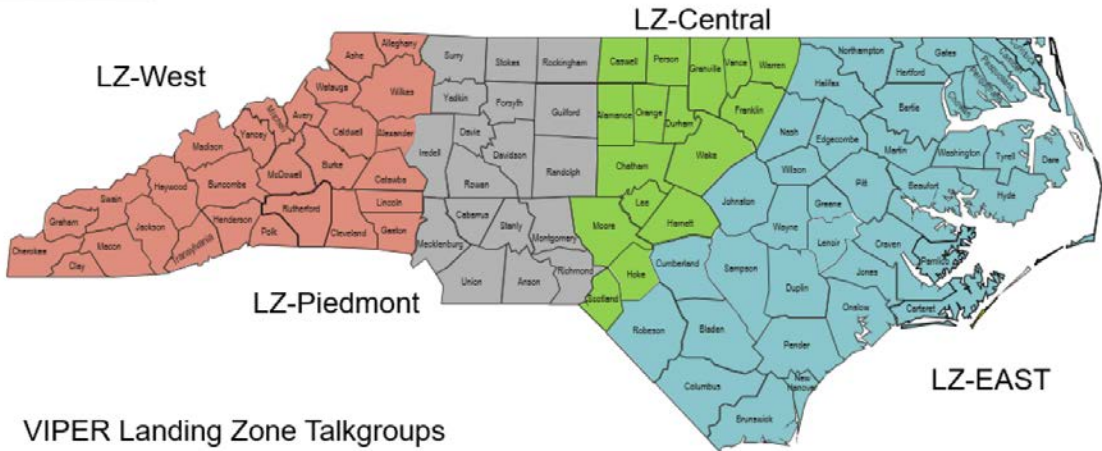 LZ-Central
LZ-West
Alleghany
Ashe
Surry
Stokes
Rockingham
Caswell
Person
Granville
Vance
Warren
Northampton
Gates
Hertford
Halifax
Watauga
Wilkes
Yadkin
Forsyth
Guilford
Alamance
Orange
Durham
Franklin
Bertie
Avery
Mitchell
Yancey
Madison
Caldwell
Alexander
Iredell
Davie
Davidson
Randolph
Chatham
Wake
Nash
Edgecombe
Martin
Washington
Tyrell
Dare
Haywood
Buncombe
McDowell
Burke
Catawba
Rowan
Wilson
Pitt
Beaufort
Hyde
Swain
Graham
Jackson
Henderson
Rutherford
Lincoln
Cabarrus
Stanly
Montgomery
Moore
Lee
Harnett
Johnston
Greene
Wayne
Lenoir
Craven
Pamlico
Cherokee
Macon
Clay
Transylvania
Polk
Cleveland
Gaston
Mecklenburg
Union
Anson
Richmond
Scotland
Hoke
Cumberland
Sampson
Duplin
Jones
Onslow
Carteret
LZ-Piedmont
Robeson
Bladen
Pender
New
Hanover
Columbus
Brunswick
LZ-EAST
VIPER Landing Zone Talkgroups